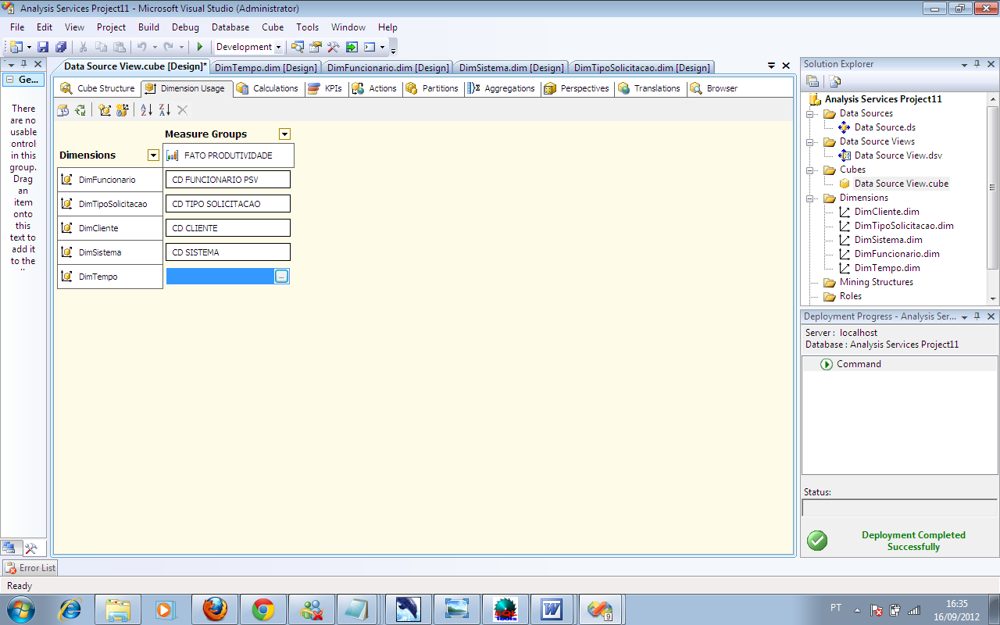 Analysis Services Project11 - Microsoft Visual Studio (Administrator)
File Edit View Project Build Debug Database Cube Tools Window Help
Development
Ge...
There
are no
usable
ontrol
in this
group.
Drag
an
item
onto
this
text to
add it
to the
Data Source View.cube [Design]* DimTempo.dim [Design] DimFuncionario.dim [Design] DimSistema.dim [Design] DimTipoSolicitacao.dim [Design]
Cube Structure Dimension Usage Calculations KPIs Actions Partitions Aggregations Perspectives Translations Browser
Measure Groups
Dimensions
FATO PRODUTIVIDADE
DimFuncionario CD FUNCIONARIO PSV
DimTipoSolicitacao CD TIPO SOLICITACAO
DimCliente CD CLIENTE
DimSistema CD SISTEMA
DimTempo ...
Solution Explorer
Analysis Services Project11
Data Sources
Data Source.ds
Data Source Views
Data Source View.dsv
Cubes
Data Source View.cube
Dimensions
DimCliente.dim
DimTipoSolicitacao.dim
DimSistema.dim
DimFuncionario.dim
DimTempo.dim
Mining Structures
Roles
Deployment Progress - Analysis Ser...
Server : localhost
Database : Analysis Services Project11
Command
Status:
Deployment Completed
Successfully
Error List
Ready
PT
16:35
16/09/2012